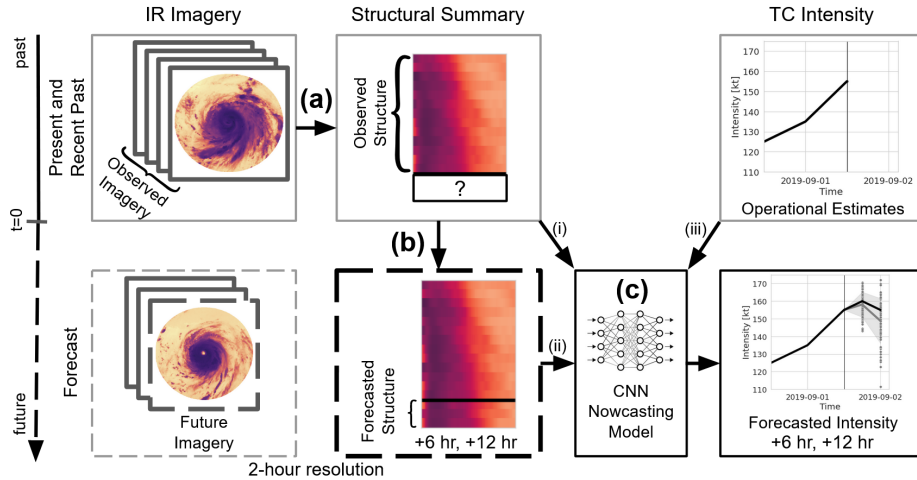 IR Imagery
Structural Summary
TC Intensity
past
t=0
future
Present and
Recent Past
Observed
Imagery
(a)
Observed
Structure
?
Intensity [kt]
170
160
150
140
130
120
110
2019-09-01
2019-09-02
Time
Operational Estimates
(b)
(i)
(iii)
Forecast
Future
Imagery
2-hour resolution
Forecasted
Structure
+6 hr, +12 hr
(ii)
(c)
CNN
Nowcasting
Model
Intensity [kt]
170
160
150
140
130
120
110
2019-09-01
2019-09-02
Time
Forecasted Intensity
+6 hr, +12 hr